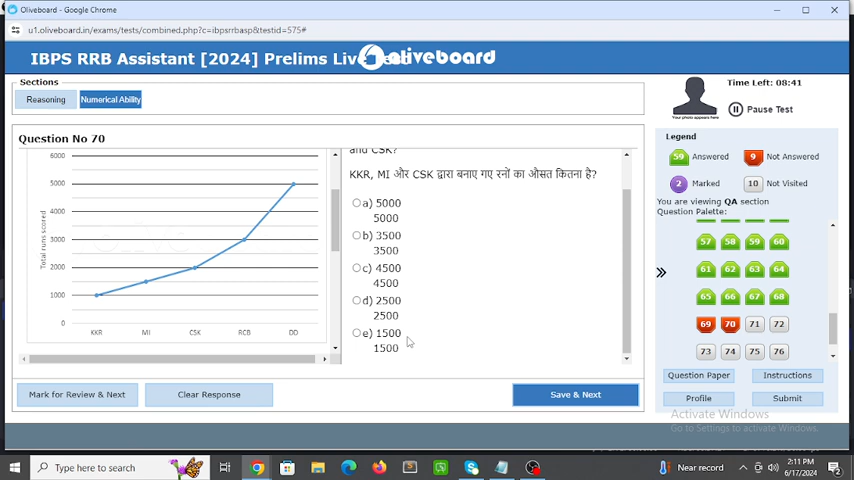 Oliveboard - Google Chrome
u1.oliveboard.in/exams/tests/combined.php?c=ibpsrrbasp&testid=575#
IBPS RRB Assistant [2024] Prelims Live
oliveboard
Sections
Reasoning
Numerical Ability
Time Left: 08:41
Your photo appears here
Pause Test
Question No 70
6000
5000
4000
3000
2000
1000
0
Total runs scored
KKR
MI
CSK
RCB
DD
and CSK?
KKR, MI और CSK द्वारा बनाए गए रनों का औसत कितना है?
a) 5000
5000
b) 3500
3500
c) 4500
4500
d) 2500
2500
e) 1500
1500
Legend
59 Answered
9 Not Answered
2 Marked
10 Not Visited
You are viewing QA section
Question Palette:
57 58 59 60
61 62 63 64
65 66 67 68
69 70 71 72
73 74 75 76
Mark for Review & Next
Clear Response
Save & Next
Question Paper
Instructions
Profile
Submit
Activate Windows
Go to Settings to activate Windows.
Type here to search
Near record
2:11 PM
6/17/2024
2